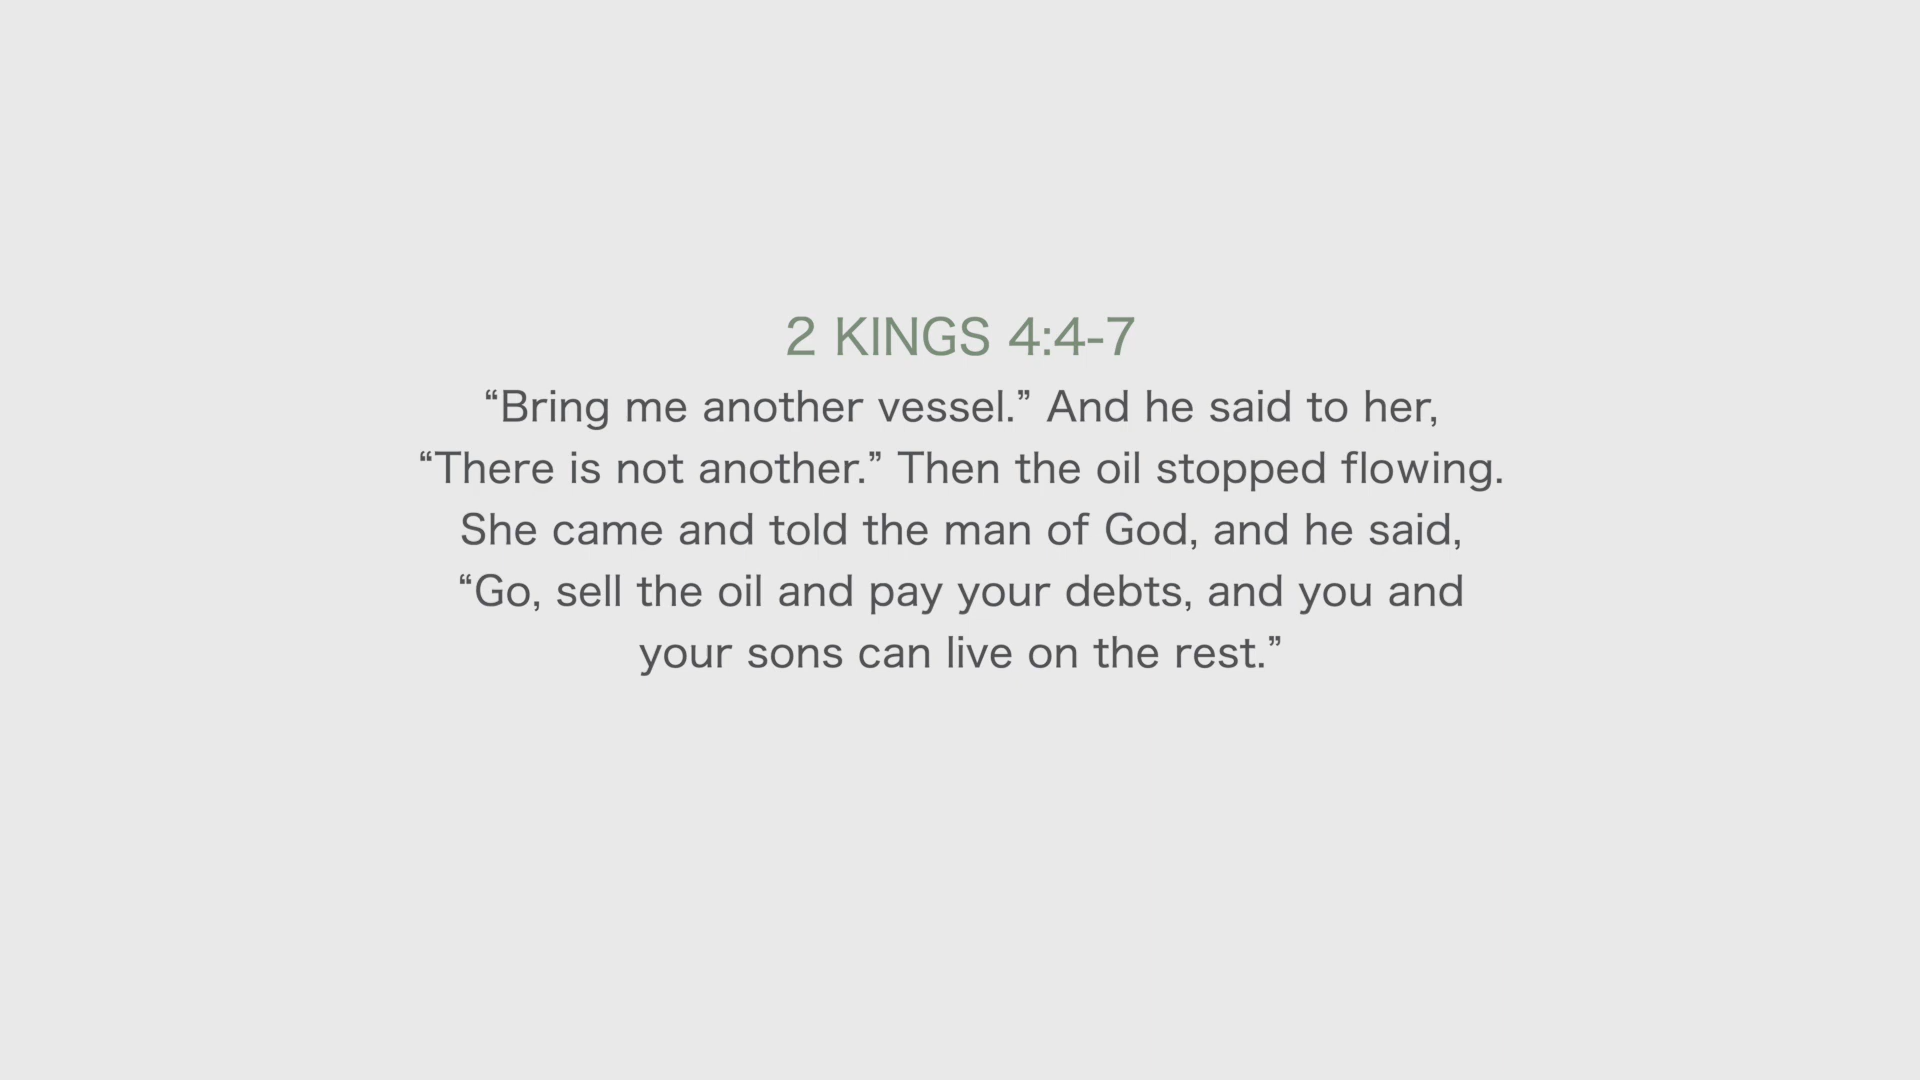 2 KINGS 4:4-7
“Bring me another vessel.” And he said to her,
“There is not another.” Then the oil stopped flowing.
She came and told the man of God, and he said,
“Go, sell the oil and pay your debts, and you and
your sons can live on the rest.”